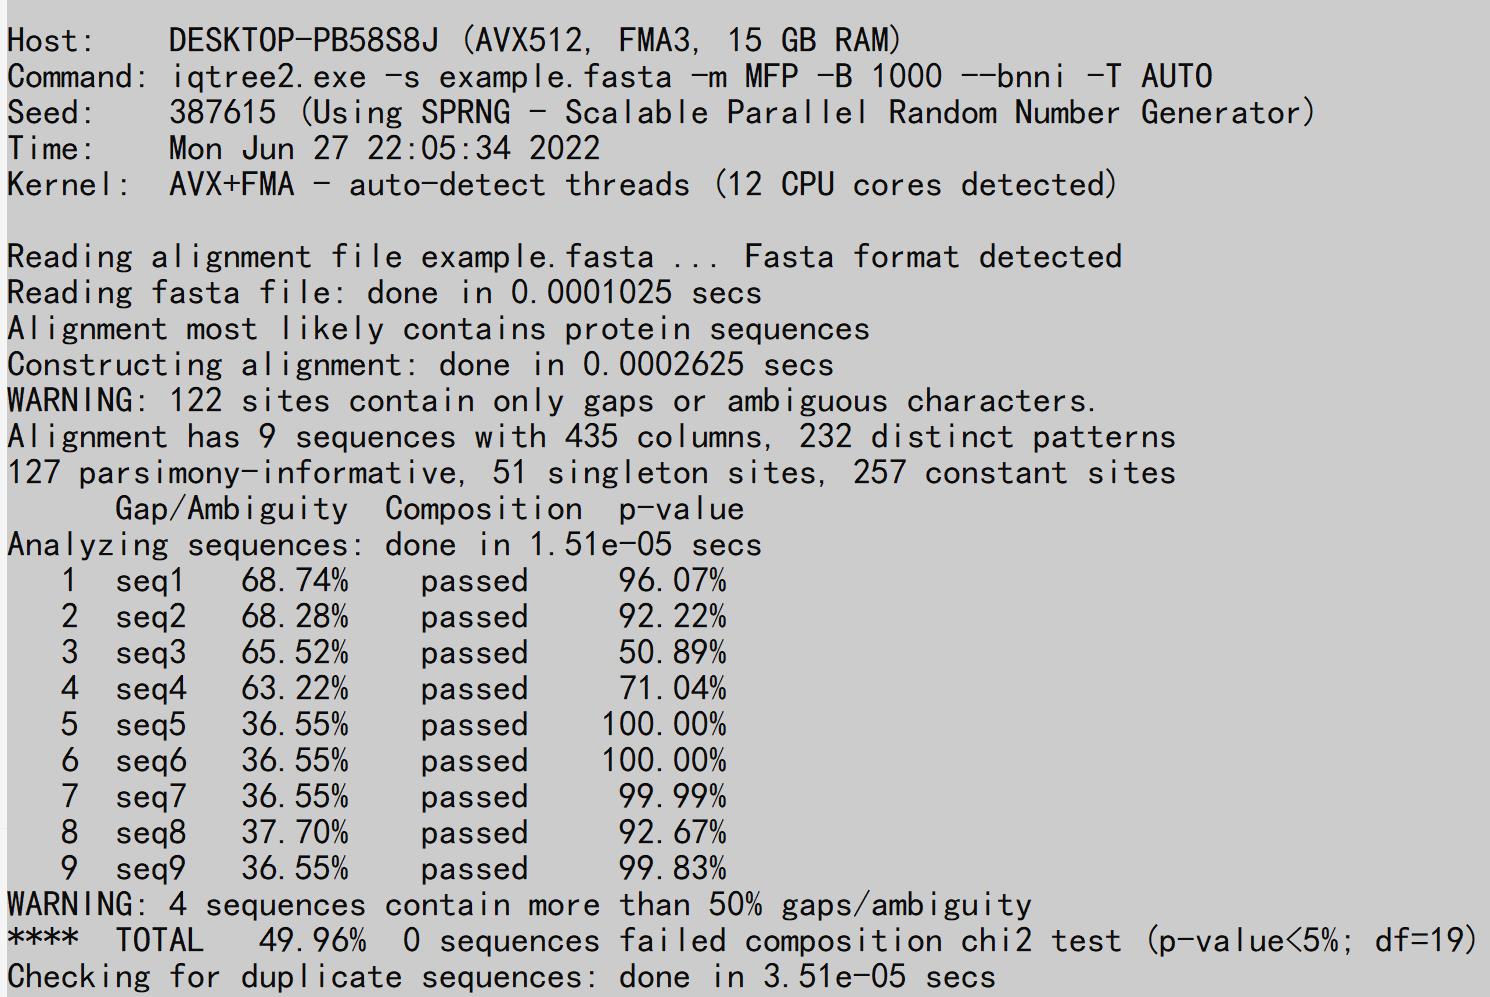 Host:    DESKTOP-PB58S8J (AVX512, FMA3, 15 GB RAM)
Command: iqtree2.exe -s example.fasta -m MFP -B 1000 --bnni -T AUTO
Seed:    387615 (Using SPRNG - Scalable Parallel Random Number Generator)
Time:    Mon Jun 27 22:05:34 2022
Kernel:  AVX+FMA - auto-detect threads (12 CPU cores detected)

Reading alignment file example.fasta ... Fasta format detected
Reading fasta file: done in 0.0001025 secs
Alignment most likely contains protein sequences
Constructing alignment: done in 0.0002625 secs
WARNING: 122 sites contain only gaps or ambiguous characters.
Alignment has 9 sequences with 435 columns, 232 distinct patterns
127 parsimony-informative, 51 singleton sites, 257 constant sites
      Gap/Ambiguity  Composition  p-value
Analyzing sequences: done in 1.51e-05 secs
   1  seq1   68.74%    passed     96.07%
   2  seq2   68.28%    passed     92.22%
   3  seq3   65.52%    passed     50.89%
   4  seq4   63.22%    passed     71.04%
   5  seq5   36.55%    passed    100.00%
   6  seq6   36.55%    passed    100.00%
   7  seq7   36.55%    passed     99.99%
   8  seq8   37.70%    passed     92.67%
   9  seq9   36.55%    passed     99.83%
WARNING: 4 sequences contain more than 50% gaps/ambiguity
****  TOTAL   49.96%  0 sequences failed composition chi2 test (p-value<5%; df=19)
Checking for duplicate sequences: done in 3.51e-05 secs